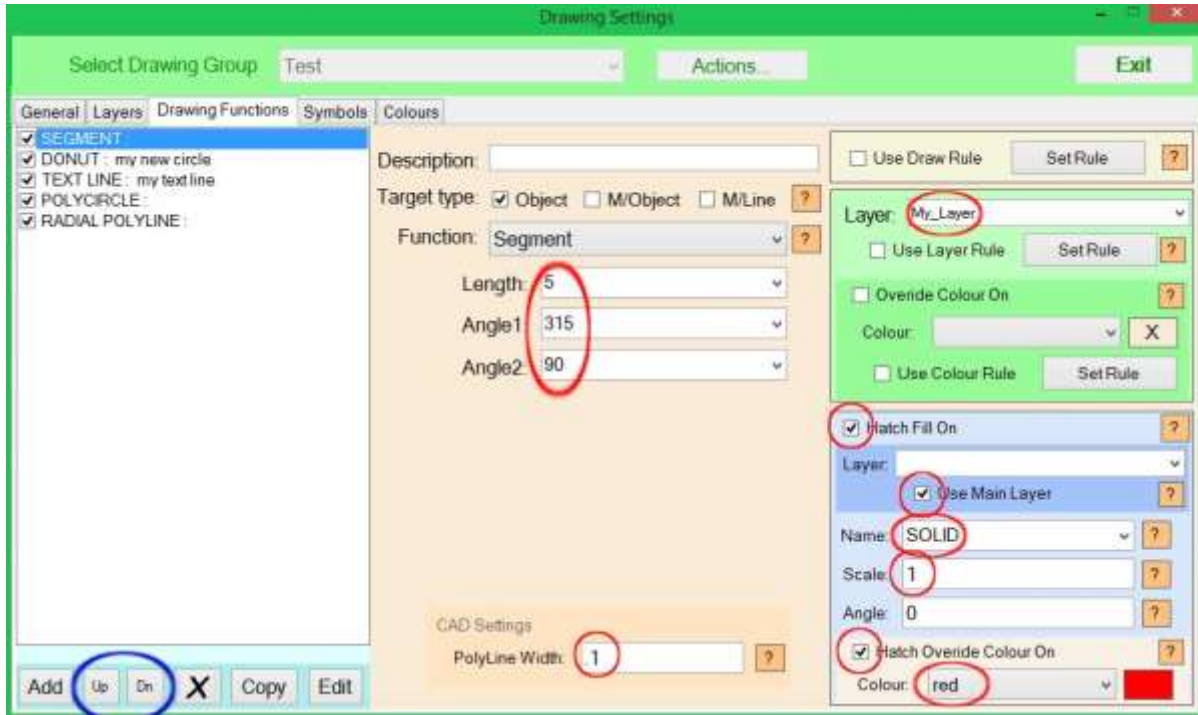 Drawing Settings
Select Drawing Group Test Actions... Exit
General Layers Drawing Functions Symbols Colours
SEGMENT :
DONUT : my new circle
TEXT LINE : my text line
POLYCIRCLE :
RADIAL POLYLINE :
Add Up Dn X Copy Edit
Description:
Target type: Object M/Object M/Line ?
Function: Segment ?
Length: 5
Angle1: 315
Angle2: 90
CAD Settings
PolyLine Width: .1 ?
Use Draw Rule Set Rule ?
Layer: My_Layer
Use Layer Rule Set Rule ?
Overide Colour On ?
Colour: X
Use Colour Rule Set Rule
Hatch Fill On ?
Layer:
Use Main Layer ?
Name: SOLID ?
Scale: 1 ?
Angle: 0 ?
Hatch Overide Colour On ?
Colour: red